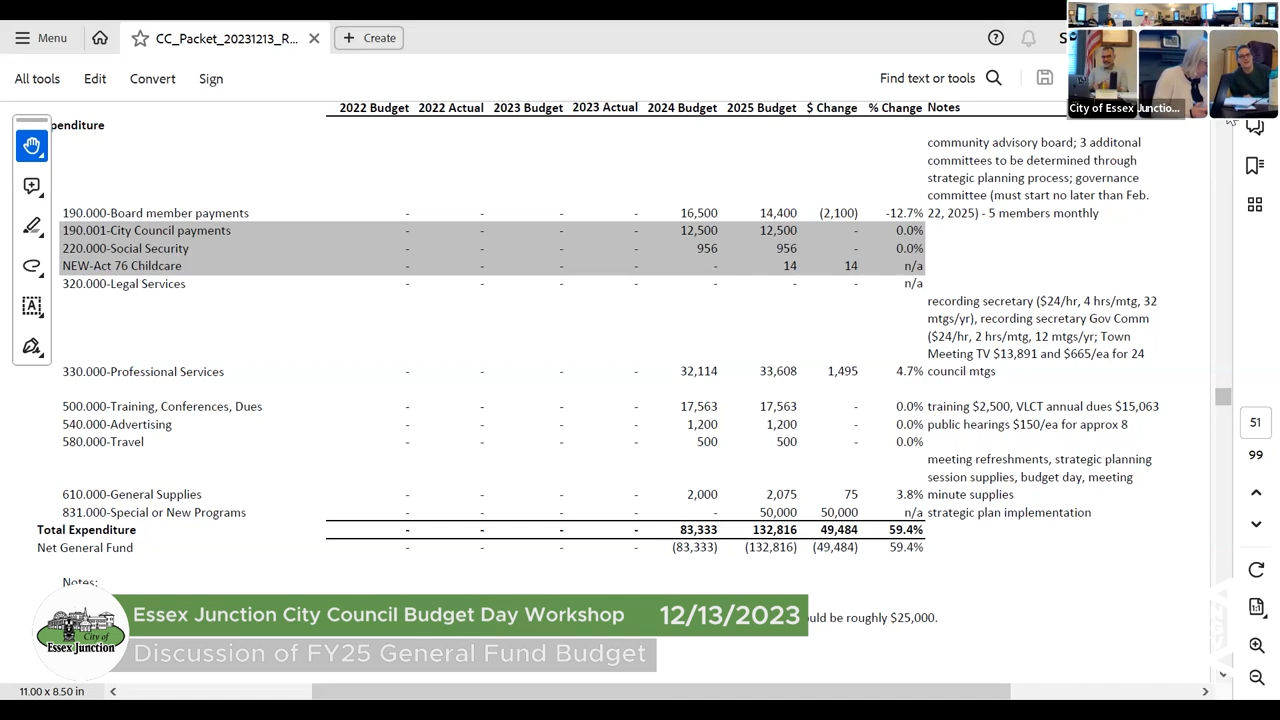 Menu
CC_Packet_20231213_R...
Create
All tools Edit Convert Sign
Find text or tools
City of Essex Junctio...
2022 Budget 2022 Actual 2023 Budget 2023 Actual 2024 Budget 2025 Budget $ Change % Change Notes
penditure
community advisory board; 3 additonal
committees to be determined through
strategic planning process; governance
committee (must start no later than Feb.
190.000-Board member payments - - - - 16,500 14,400 (2,100) -12.7% 22, 2025) - 5 members monthly
190.001-City Council payments - - - - 12,500 12,500 - 0.0%
220.000-Social Security - - - - 956 956 - 0.0%
NEW-Act 76 Childcare - - - - - 14 14 n/a
320.000-Legal Services - - - - - - - n/a
recording secretary ($24/hr, 4 hrs/mtg, 32
mtgs/yr), recording secretary Gov Comm
($24/hr, 2 hrs/mtg, 12 mtgs/yr; Town
Meeting TV $13,891 and $665/ea for 24
330.000-Professional Services - - - - 32,114 33,608 1,495 4.7% council mtgs
500.000-Training, Conferences, Dues - - - - 17,563 17,563 - 0.0% training $2,500, VLCT annual dues $15,063
540.000-Advertising - - - - 1,200 1,200 - 0.0% public hearings $150/ea for approx 8
580.000-Travel - - - - 500 500 - 0.0%
meeting refreshments, strategic planning
session supplies, budget day, meeting
610.000-General Supplies - - - - 2,000 2,075 75 3.8% minute supplies
831.000-Special or New Programs - - - - - 50,000 50,000 n/a strategic plan implementation
Total Expenditure - - - - 83,333 132,816 49,484 59.4%
Net General Fund - - - - (83,333) (132,816) (49,484) 59.4%
Notes:
uld be roughly $25,000.
Essex Junction City Council Budget Day Workshop 12/13/2023
Discussion of FY25 General Fund Budget
City of
Essex Junction
51
99
11.00 x 8.50 in